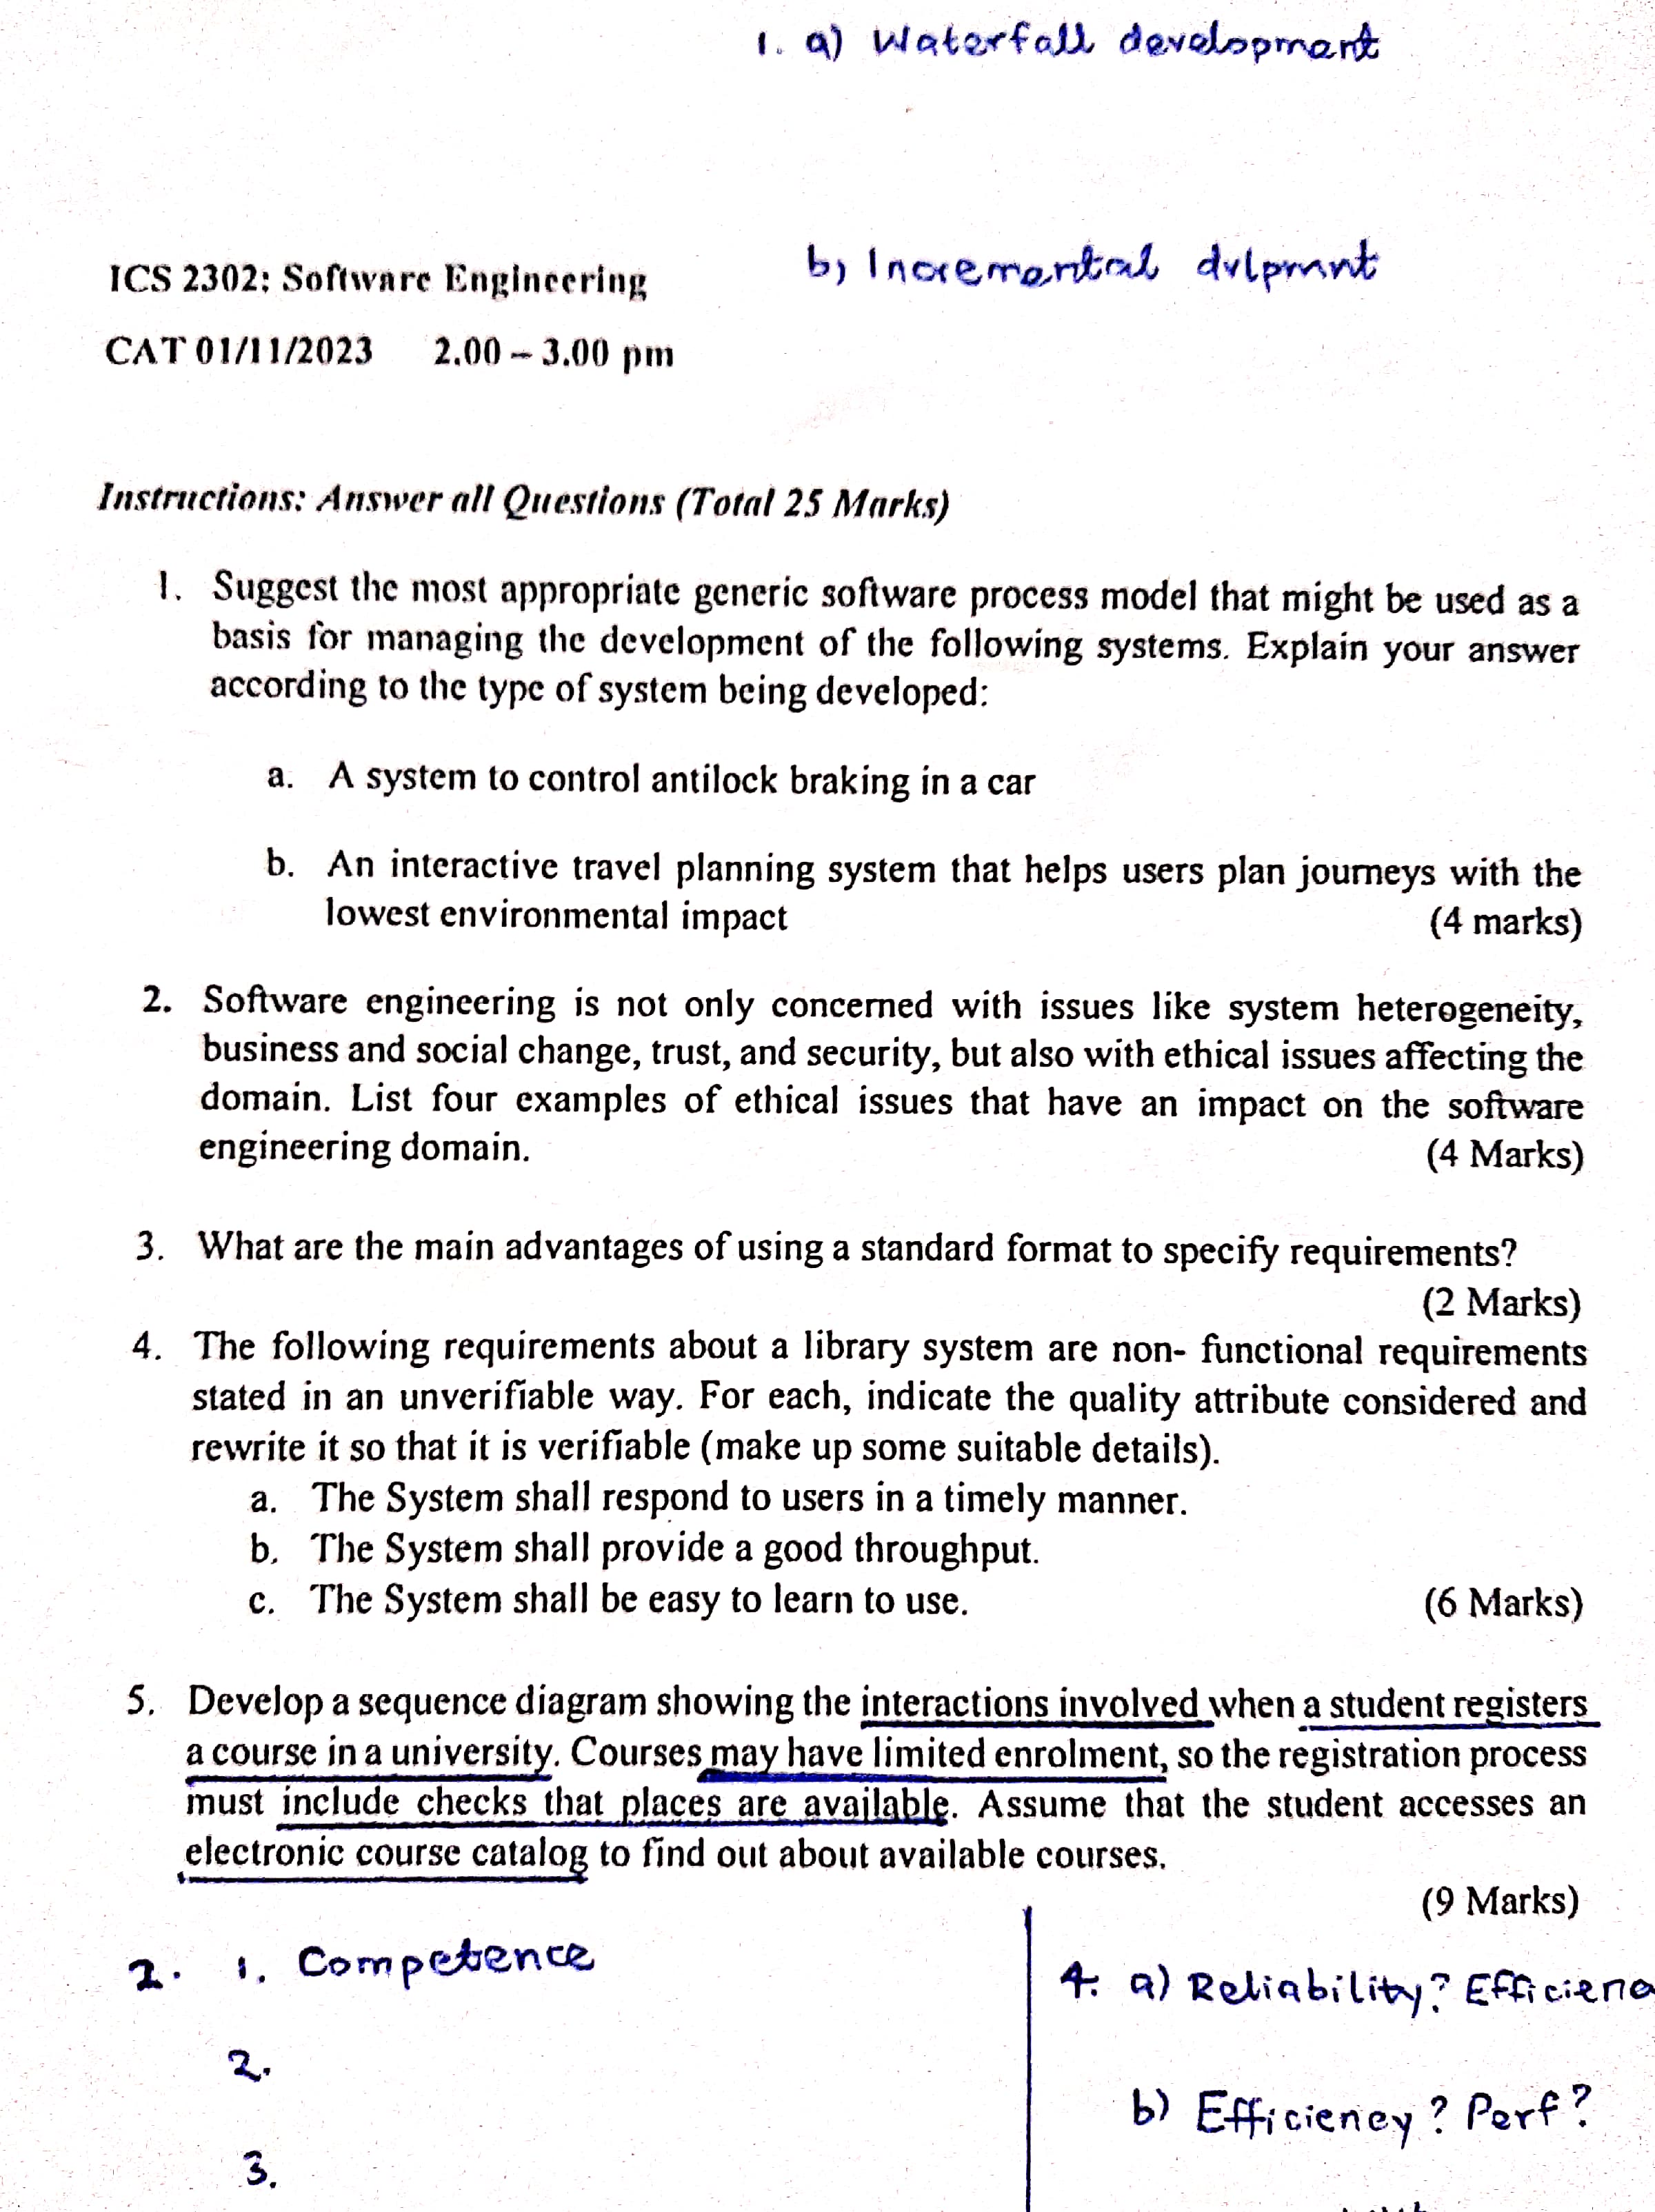 1. a) Waterfall development
b) Incremental dvlpmnt
ICS 2302: Software Engineering
CAT 01/11/2023 2.00 – 3.00 pm
Instructions: Answer all Questions (Total 25 Marks)
1. Suggest the most appropriate generic software process model that might be used as a
basis for managing the development of the following systems. Explain your answer
according to the type of system being developed:
a. A system to control antilock braking in a car
b. An interactive travel planning system that helps users plan journeys with the
lowest environmental impact (4 marks)
2. Software engineering is not only concerned with issues like system heterogeneity,
business and social change, trust, and security, but also with ethical issues affecting the
domain. List four examples of ethical issues that have an impact on the software
engineering domain. (4 Marks)
3. What are the main advantages of using a standard format to specify requirements?
(2 Marks)
4. The following requirements about a library system are non- functional requirements
stated in an unverifiable way. For each, indicate the quality attribute considered and
rewrite it so that it is verifiable (make up some suitable details).
a. The System shall respond to users in a timely manner.
b. The System shall provide a good throughput.
c. The System shall be easy to learn to use. (6 Marks)
5. Develop a sequence diagram showing the interactions involved when a student registers
a course in a university. Courses may have limited enrolment, so the registration process
must include checks that places are available. Assume that the student accesses an
electronic course catalog to find out about available courses.
(9 Marks)
2. 1. Competence
4. a) Reliability? Efficienc
2.
b) Efficiency? Perf?
3.